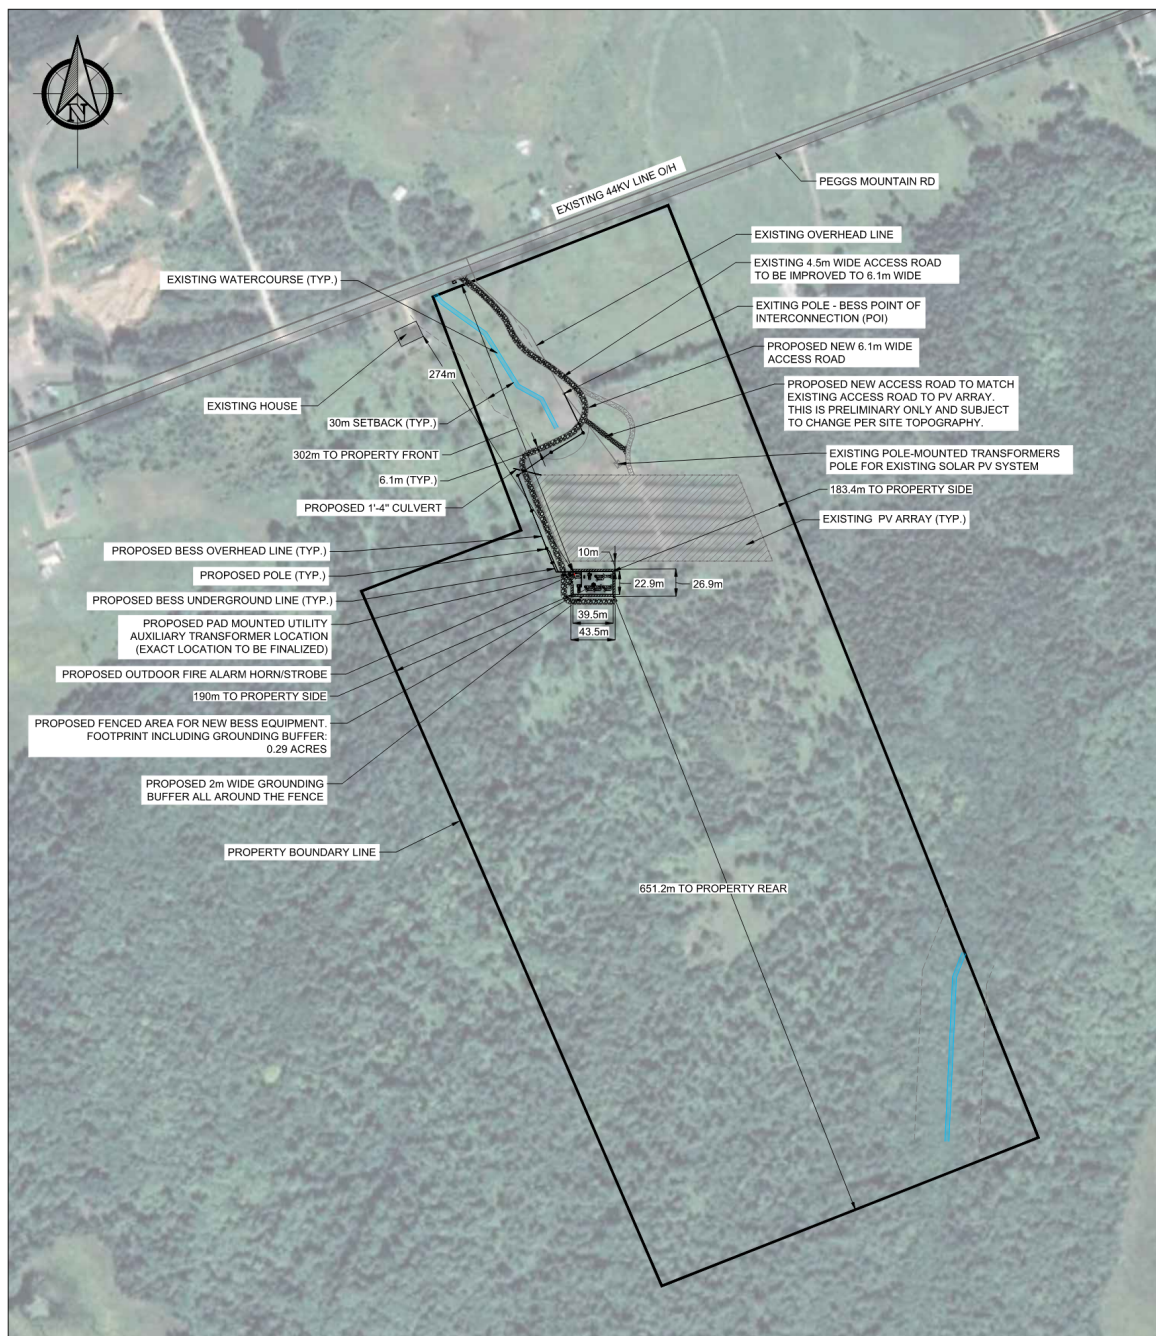 N
EXISTING 44KV LINE O/H
PEGGS MOUNTAIN RD
EXISTING OVERHEAD LINE
EXISTING WATERCOURSE (TYP.)
EXISTING 4.5m WIDE ACCESS ROAD
TO BE IMPROVED TO 6.1m WIDE
EXITING POLE - BESS POINT OF
INTERCONNECTION (POI)
PROPOSED NEW 6.1m WIDE
ACCESS ROAD
274m
PROPOSED NEW ACCESS ROAD TO MATCH
EXISTING ACCESS ROAD TO PV ARRAY.
THIS IS PRELIMINARY ONLY AND SUBJECT
TO CHANGE PER SITE TOPOGRAPHY.
EXISTING HOUSE
30m SETBACK (TYP.)
302m TO PROPERTY FRONT
EXISTING POLE-MOUNTED TRANSFORMERS
POLE FOR EXISTING SOLAR PV SYSTEM
6.1m (TYP.)
183.4m TO PROPERTY SIDE
PROPOSED 1'-4" CULVERT
EXISTING PV ARRAY (TYP.)
PROPOSED BESS OVERHEAD LINE (TYP.)
10m
PROPOSED POLE (TYP.)
22.9m
26.9m
PROPOSED BESS UNDERGROUND LINE (TYP.)
39.5m
PROPOSED PAD MOUNTED UTILITY
AUXILIARY TRANSFORMER LOCATION
(EXACT LOCATION TO BE FINALIZED)
43.5m
PROPOSED OUTDOOR FIRE ALARM HORN/STROBE
190m TO PROPERTY SIDE
PROPOSED FENCED AREA FOR NEW BESS EQUIPMENT.
FOOTPRINT INCLUDING GROUNDING BUFFER:
0.29 ACRES
PROPOSED 2m WIDE GROUNDING
BUFFER ALL AROUND THE FENCE
PROPERTY BOUNDARY LINE
651.2m TO PROPERTY REAR